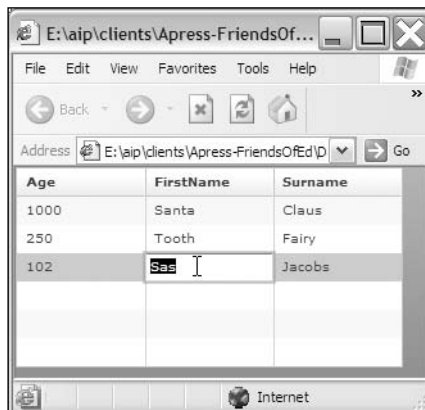 E:\aip\clients\Apress-FriendsOf...
File Edit View Favorites Tools Help
Back
»
Address E:\aip\clients\Apress-FriendsOfEd\D Go
Age FirstName Surname
1000 Santa Claus
250 Tooth Fairy
102 Sas Jacobs
Internet